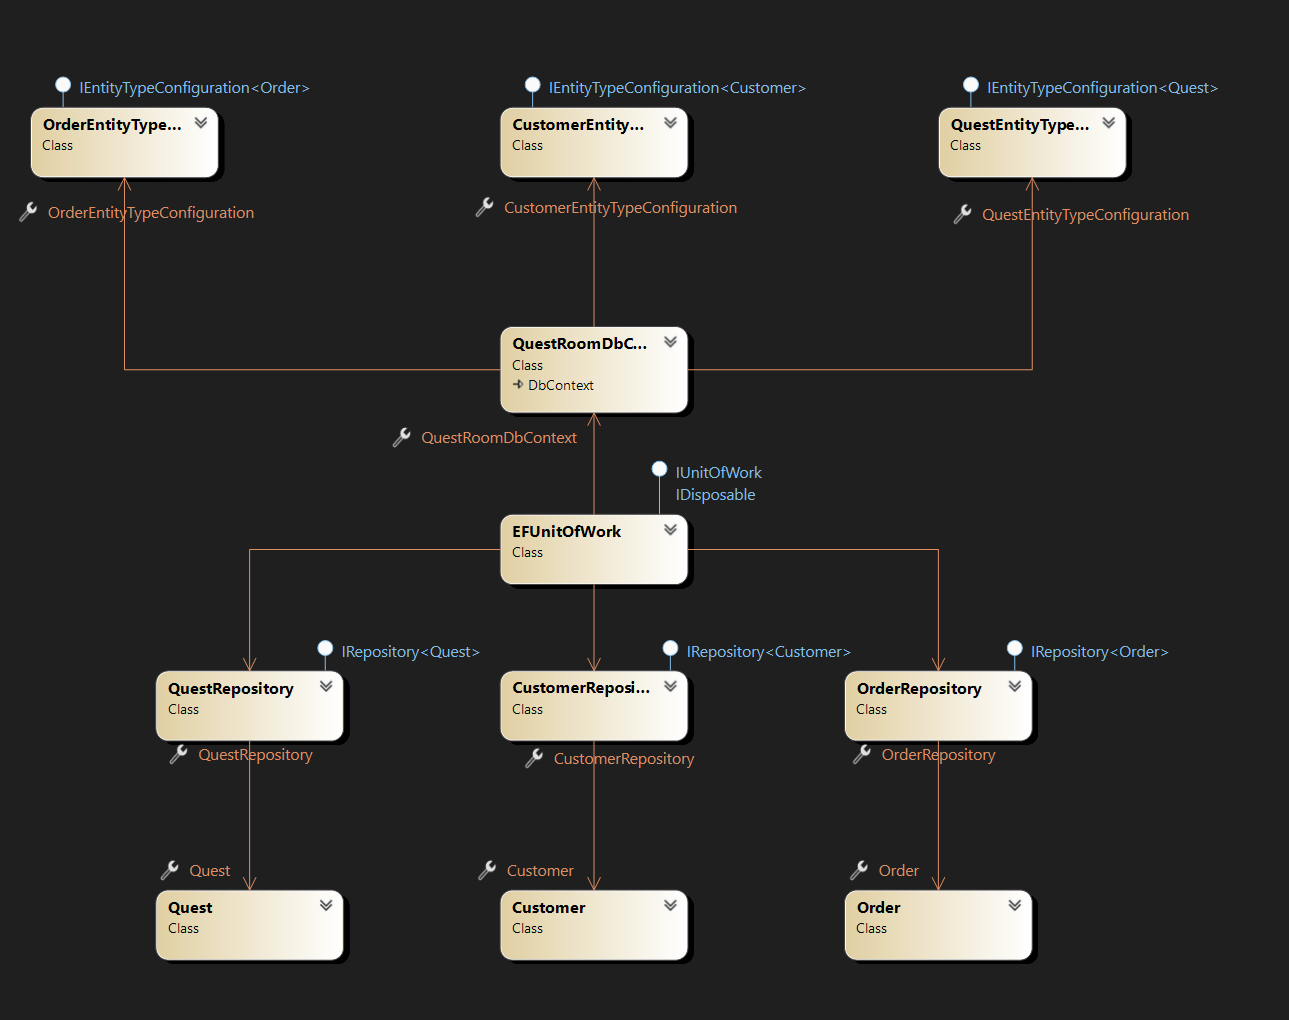 IEntityTypeConfiguration<Order>
IEntityTypeConfiguration<Customer>
IEntityTypeConfiguration<Quest>
OrderEntityType...
Class
CustomerEntity...
Class
QuestEntityType...
Class
OrderEntityTypeConfiguration
CustomerEntityTypeConfiguration
QuestEntityTypeConfiguration
QuestRoomDbC...
Class
DbContext
QuestRoomDbContext
IUnitOfWork
IDisposable
EFUnitOfWork
Class
IRepository<Quest>
IRepository<Customer>
IRepository<Order>
QuestRepository
Class
CustomerReposi...
Class
OrderRepository
Class
QuestRepository
CustomerRepository
OrderRepository
Quest
Customer
Order
Quest
Class
Customer
Class
Order
Class